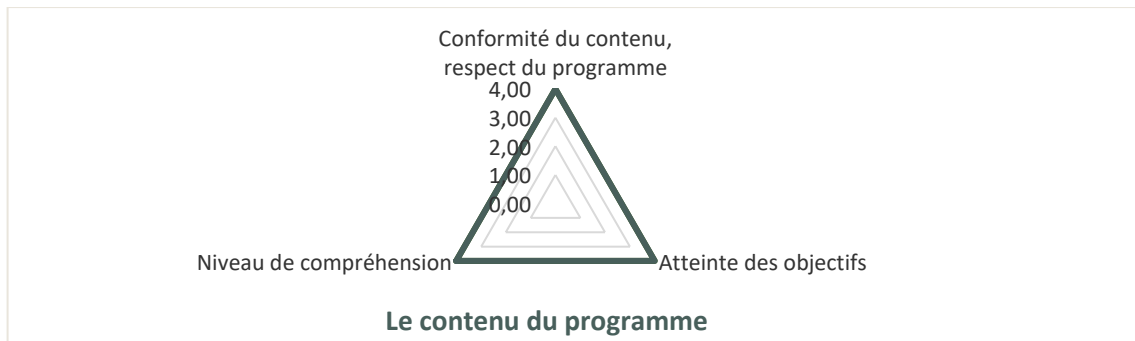 Conformité du contenu,
respect du programme
4,00
3,00
2,00
1,00
0,00
Niveau de compréhension
Atteinte des objectifs
Le contenu du programme